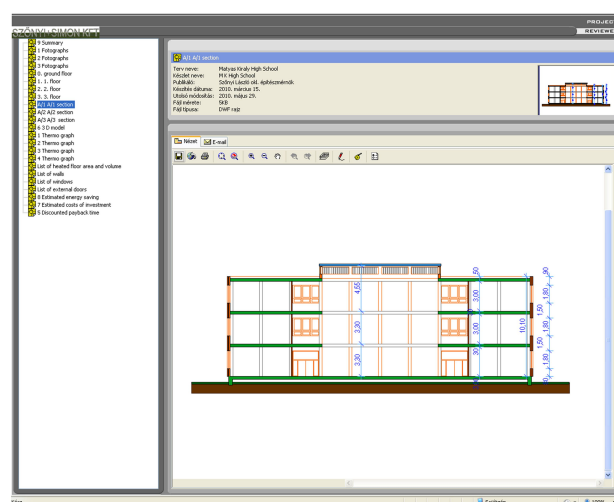 PROJEC
REVIEWE
SZŐNYI+SIMON KFT
9 Summary
1 Fotographs
2 Fotographs
3 Fotographs
0. ground floor
1. 1. floor
2. 2. floor
3. 3. floor
A/1 A/1 section
A/2 A/2 section
A/3 A/3 section
6 3 D model
1 Thermo graph
2 Thermo graph
3 Thermo graph
4 Thermo graph
List of heated floor area and volume
List of walls
List of windows
List of external doors
8 Estimated energy saving
7 Estimated costs of investment
5 Discounted payback time
A/1 A/1 section
Terv neve: Matyas Kiraly High School
Készlet neve: M K High School
Publikáló: Szőnyi László okl. építészmérnök
Készítés dátuma: 2010. március 15.
Utolsó módosítás: 2010. május 29.
Fájl mérete: 5kB
Fájl típusa: DWF rajz
Nézet E-mail
4,55 3,30 3,30
50 3,00 3,00 30
10,10
90 1,80 1,50 1,80 1,50 1,80
100%